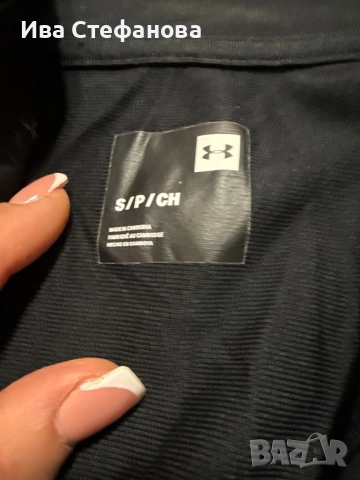 Ива Стефанова
S/P/CH
MADE IN CAMBODIA
FABRIQUÉ AU CAMBODGE
HECHO EN CAMBOYA
BAZAR